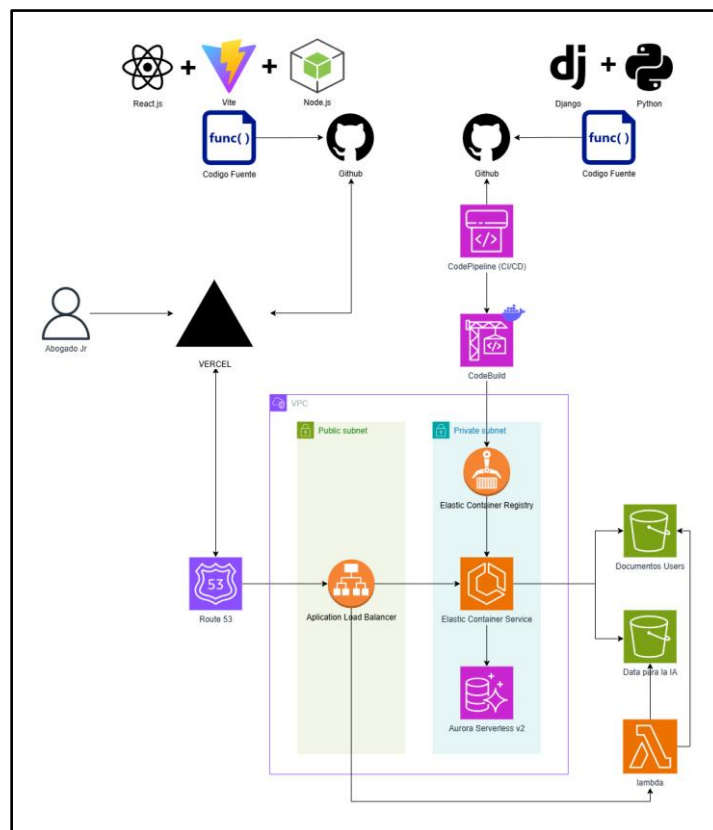 React.js
+
Vite
+
Node.js
dj
Django
+
Python
func()
Codigo Fuente
Github
Github
func()
Codigo Fuente
CodePipeline (CI/CD)
Abogado Jr
VERCEL
CodeBuild
VPC
Public subnet
Private subnet
Elastic Container Registry
Documentos Users
53
Route 53
Aplication Load Balancer
Elastic Container Service
Data para la IA
Aurora Serverless v2
lambda